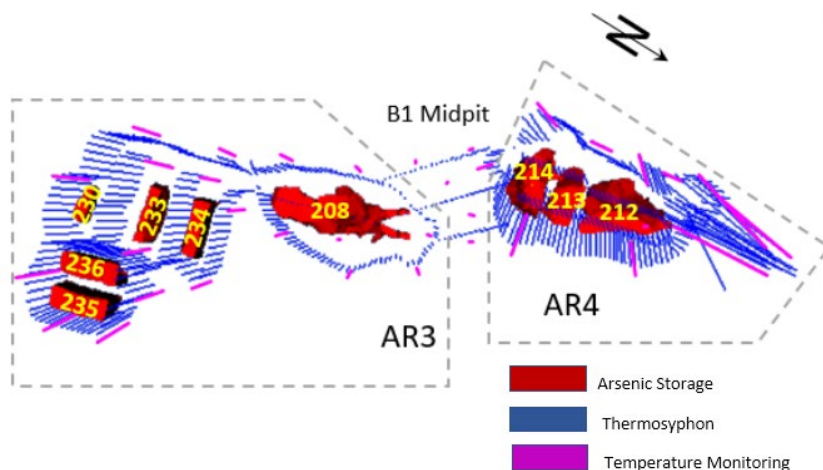 N
B1 Midpit
214
213
212
230
233
234
208
236
235
AR3
AR4
Arsenic Storage
Thermosyphon
Temperature Monitoring